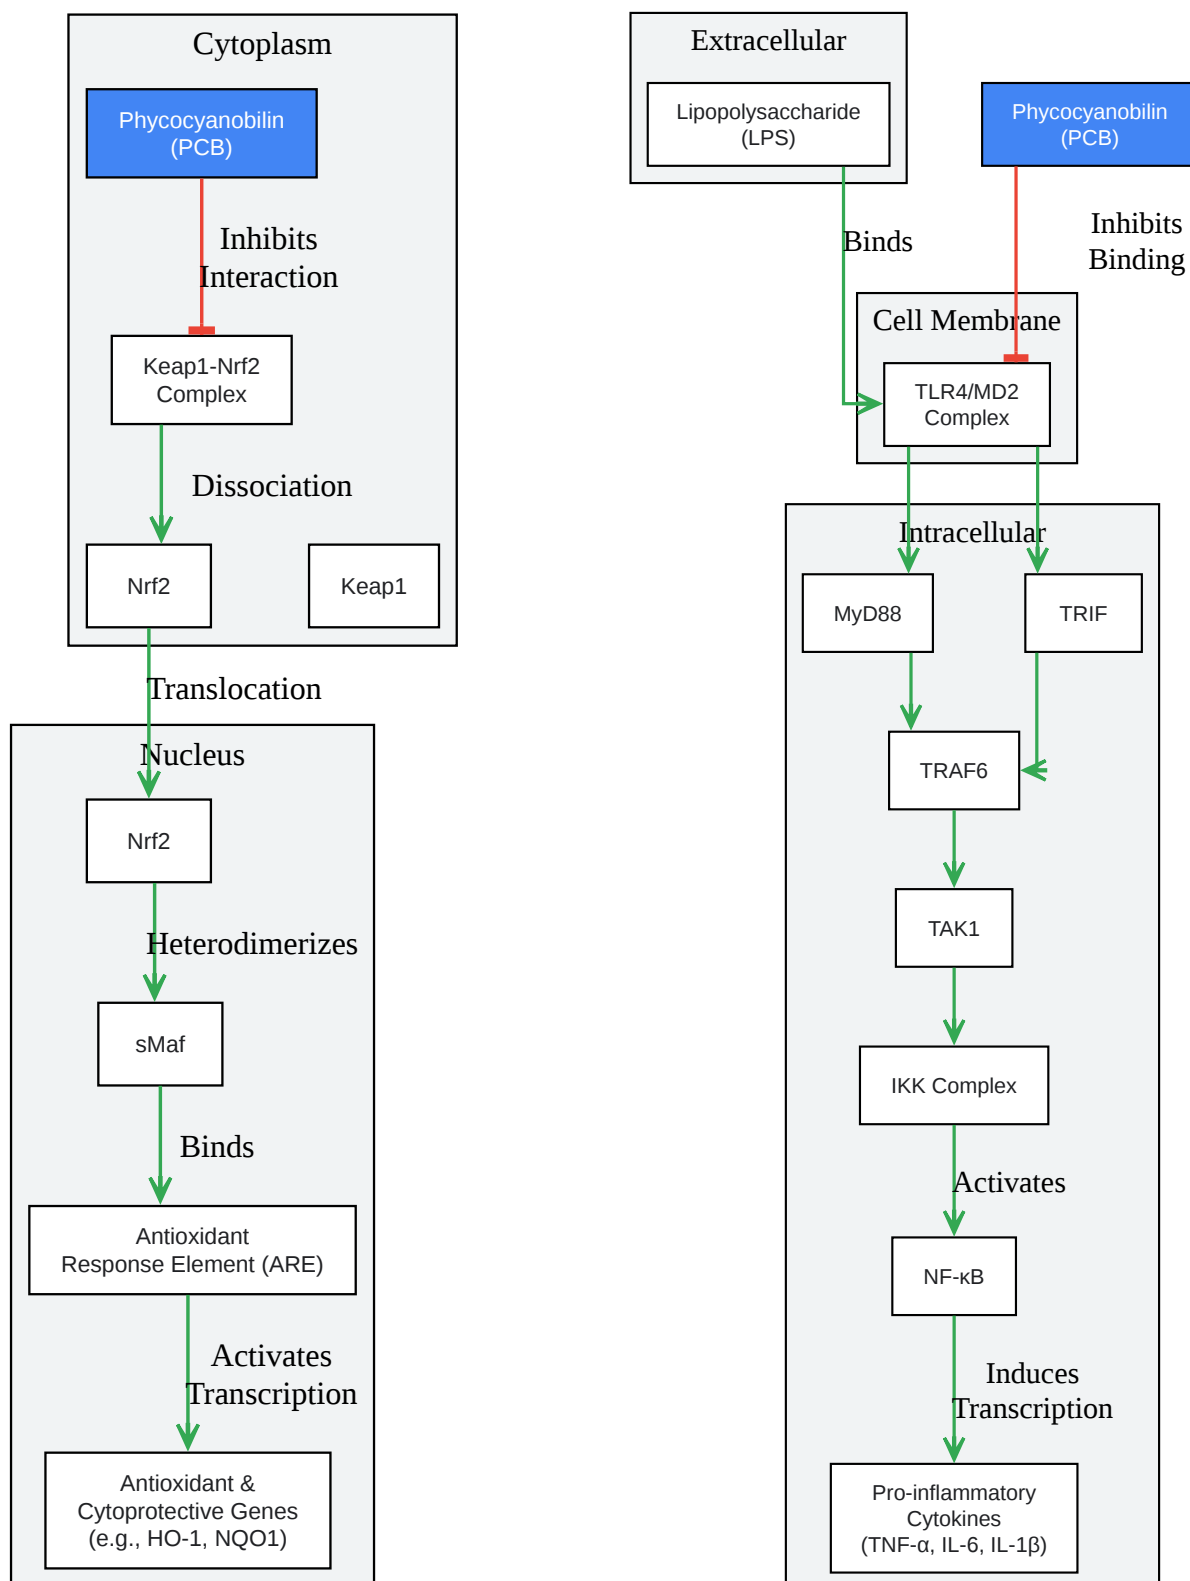 Cytoplasm
Phycocyanobilin
(PCB)
Inhibits
Interaction
Keap1-Nrf2
Complex
Dissociation
Nrf2
Keap1
Translocation
Nucleus
Nrf2
Heterodimerizes
sMaf
Binds
Antioxidant
Response Element (ARE)
Activates
Transcription
Antioxidant &
Cytoprotective Genes
(e.g., HO-1, NQO1)
Extracellular
Lipopolysaccharide
(LPS)
Phycocyanobilin
(PCB)
Binds
Inhibits
Binding
Cell Membrane
TLR4/MD2
Complex
Intracellular
MyD88
TRIF
TRAF6
TAK1
IKK Complex
Activates
NF-κB
Induces
Transcription
Pro-inflammatory
Cytokines
(TNF-α, IL-6, IL-1β)